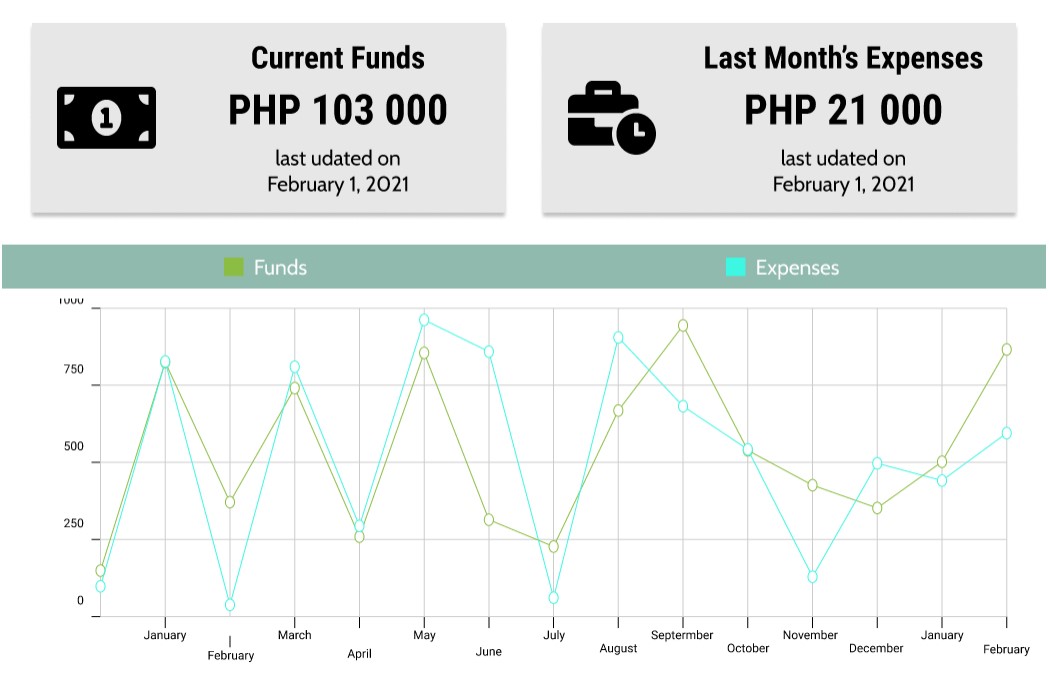 Current Funds
PHP 103 000
last udated on
February 1, 2021
Last Month's Expenses
PHP 21 000
last udated on
February 1, 2021
Funds
Expenses
1000
750
500
250
0
January
February
March
April
May
June
July
August
Septermber
October
November
December
January
February